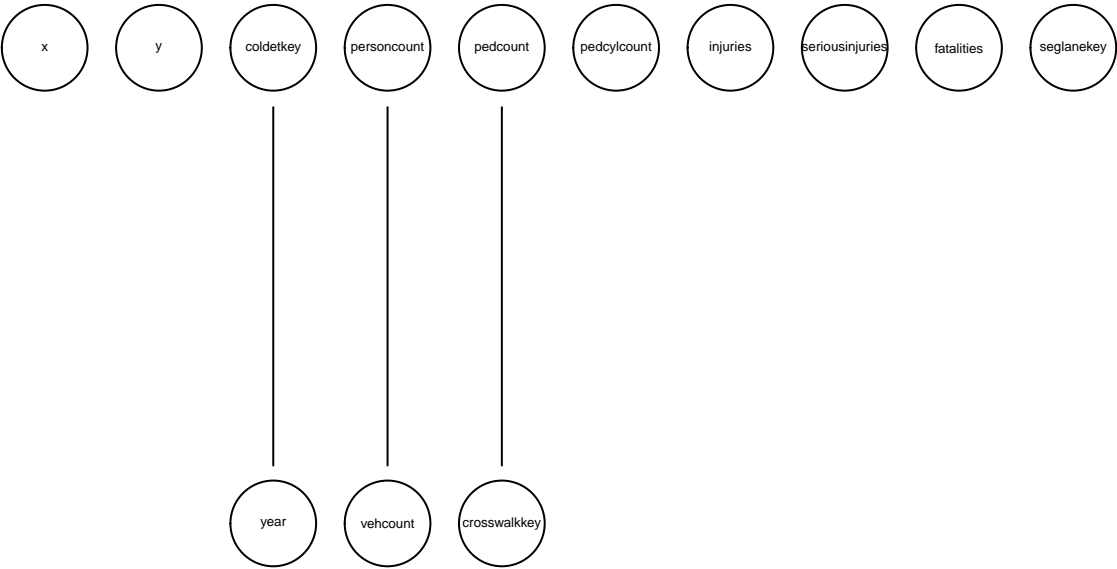 x
y
coldetkey
personcount
pedcount
pedcylcount
injuries
seriousinjuries
fatalities
seglanekey
year
vehcount
crosswalkkey